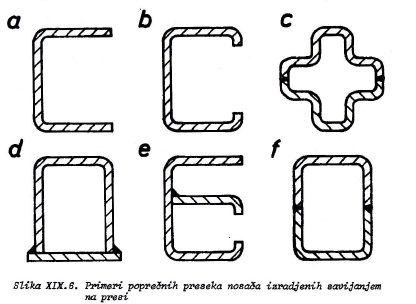 a
b
c
d
e
f
Slika XIX.6. Primeri poprečnih preseka nosača izradjenih savijanjem
na presi